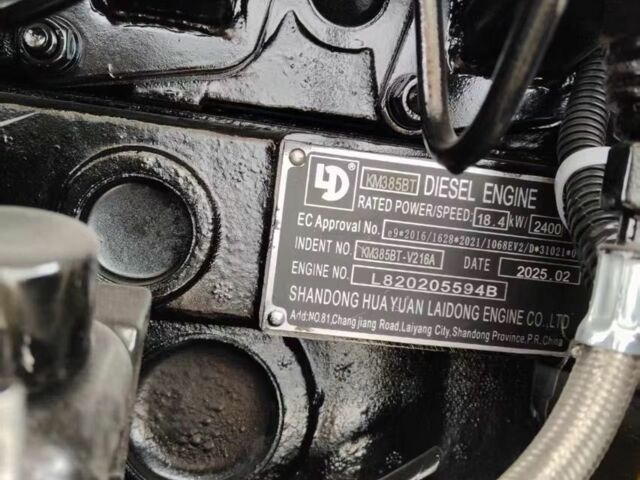 LD ® KM385BT DIESEL ENGINE
RATED POWER/SPEED: 18.4 kW/ 2400
EC Approval No. e9*2016/1628*2021/1068EV2/D*31021*0
INDENT NO. KM385BT-V216A DATE 2025.02
ENGINE NO. L820205594B
SHANDONG HUA YUAN LAIDONG ENGINE CO.,LTD
Add:NO.81,Changjiang Road,Laiyang City,Shandong Province,P.R.China